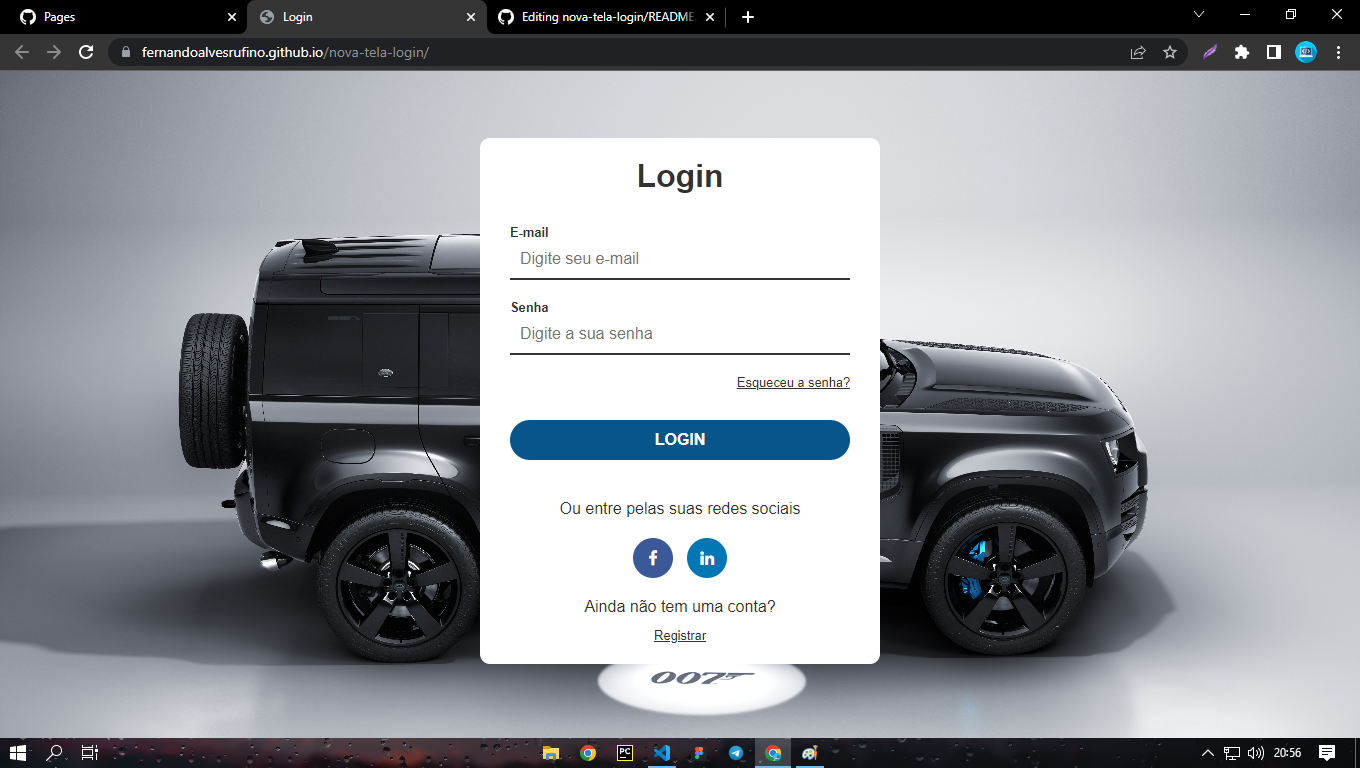 Pages
Login
Editing nova-tela-login/README.
fernandoalvesrufino.github.io/nova-tela-login/
Login
E-mail
Digite seu e-mail
Senha
Digite a sua senha
Esqueceu a senha?
LOGIN
Ou entre pelas suas redes sociais
f
in
Ainda não tem uma conta?
Registrar
007
PC
20:56